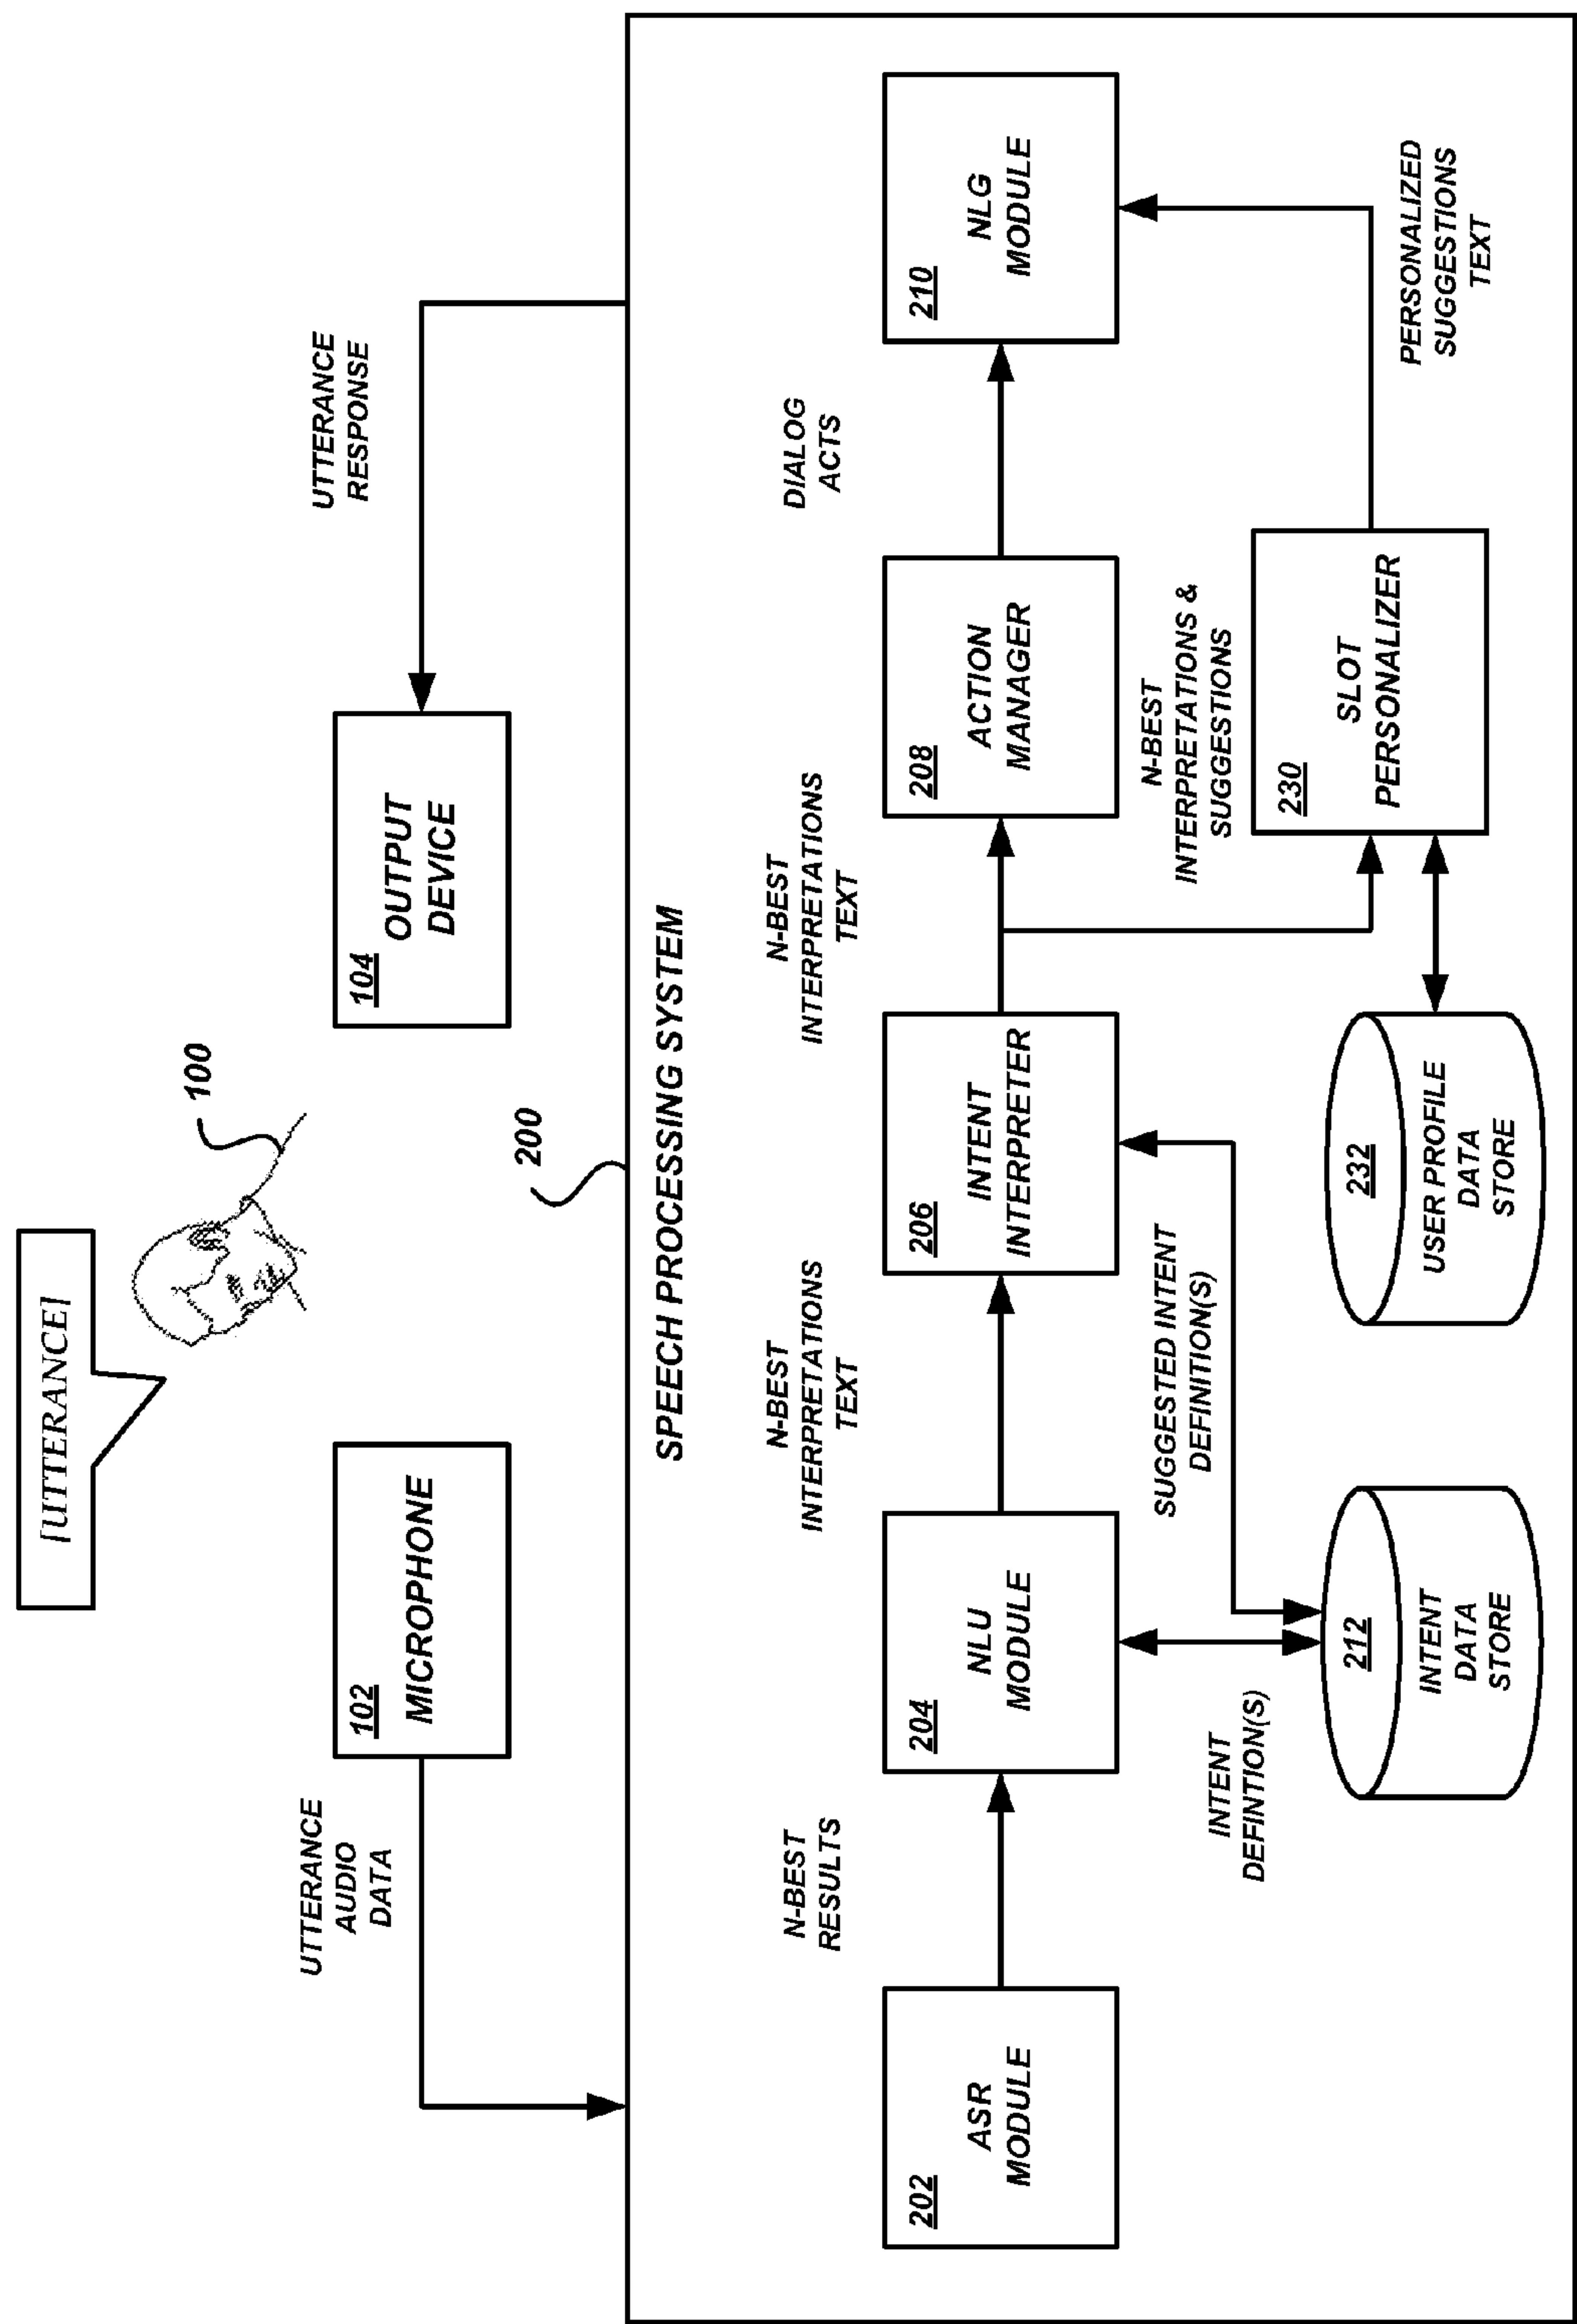 [UTTERANCE]
100
UTTERANCE
AUDIO
DATA
102
MICROPHONE
104
OUTPUT
DEVICE
UTTERANCE
RESPONSE
200
SPEECH PROCESSING SYSTEM
202
ASR
MODULE
N-BEST
RESULTS
204
NLU
MODULE
N-BEST
INTERPRETATIONS
TEXT
206
INTENT
INTERPRETER
N-BEST
INTERPRETATIONS
TEXT
208
ACTION
MANAGER
DIALOG
ACTS
210
NLG
MODULE
INTENT
DEFINTION(S)
SUGGESTED INTENT
DEFINITION(S)
N-BEST
INTERPRETATIONS &
SUGGESTIONS
212
INTENT
DATA
STORE
232
USER PROFILE
DATA
STORE
230
SLOT
PERSONALIZER
PERSONALIZED
SUGGESTIONS
TEXT